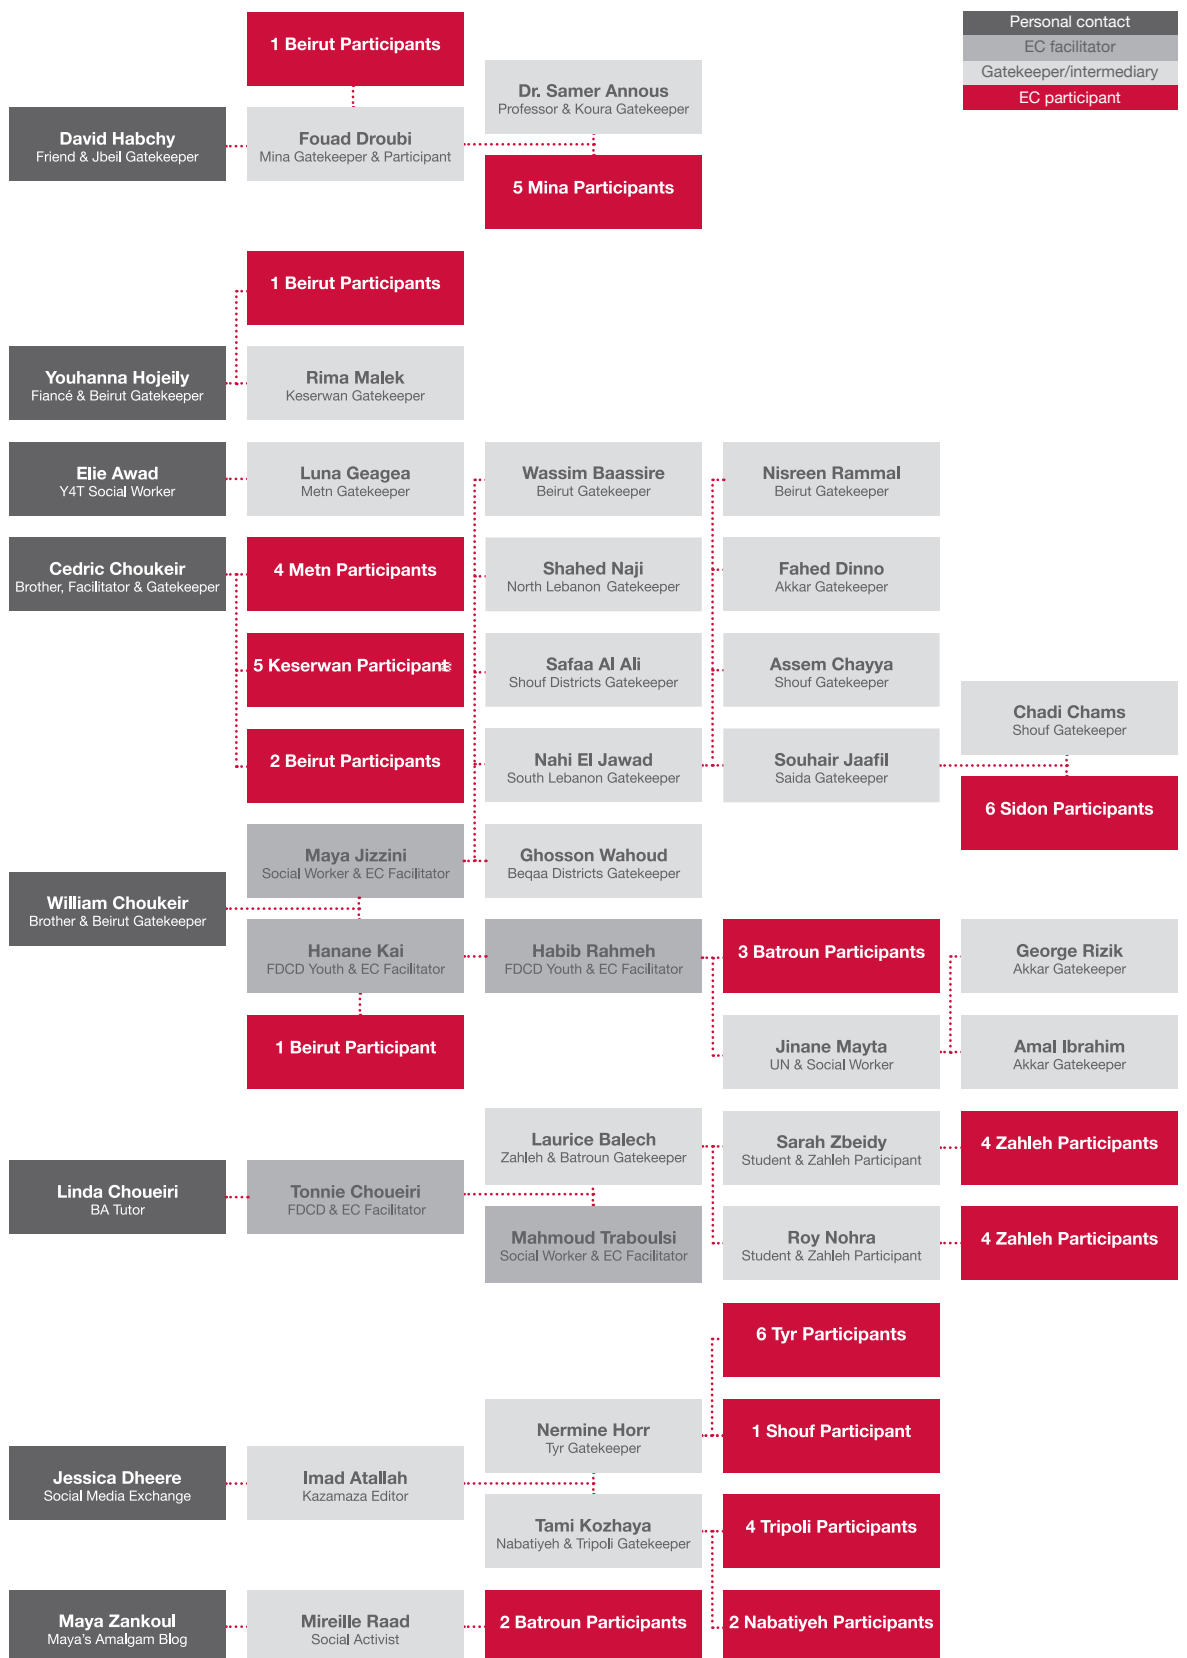 Personal contact
EC facilitator
Gatekeeper/intermediary
EC participant
1 Beirut Participants
Dr. Samer Annous
Professor & Koura Gatekeeper
David Habchy
Friend & Jbeil Gatekeeper
Fouad Droubi
Mina Gatekeeper & Participant
5 Mina Participants
1 Beirut Participants
Youhanna Hojeily
Fiancé & Beirut Gatekeeper
Rima Malek
Keserwan Gatekeeper
Elie Awad
Y4T Social Worker
Luna Geagea
Metn Gatekeeper
Wassim Baassire
Beirut Gatekeeper
Nisreen Rammal
Beirut Gatekeeper
Cedric Choukeir
Brother, Facilitator & Gatekeeper
4 Metn Participants
Shahed Naji
North Lebanon Gatekeeper
Fahed Dinno
Akkar Gatekeeper
5 Keserwan Participants
Safaa Al Ali
Shouf Districts Gatekeeper
Assem Chayya
Shouf Gatekeeper
Chadi Chams
Shouf Gatekeeper
2 Beirut Participants
Nahi El Jawad
South Lebanon Gatekeeper
Souhair Jaafil
Saida Gatekeeper
6 Sidon Participants
Maya Jizzini
Social Worker & EC Facilitator
Ghosson Wahoud
Beqaa Districts Gatekeeper
William Choukeir
Brother & Beirut Gatekeeper
Hanane Kai
FDCD Youth & EC Facilitator
Habib Rahmeh
FDCD Youth & EC Facilitator
3 Batroun Participants
George Rizik
Akkar Gatekeeper
1 Beirut Participant
Jinane Mayta
UN & Social Worker
Amal Ibrahim
Akkar Gatekeeper
Laurice Balech
Zahleh & Batroun Gatekeeper
Sarah Zbeidy
Student & Zahleh Participant
4 Zahleh Participants
Linda Choueiri
BA Tutor
Tonnie Choueiri
FDCD & EC Facilitator
Mahmoud Traboulsi
Social Worker & EC Facilitator
Roy Nohra
Student & Zahleh Participant
4 Zahleh Participants
6 Tyr Participants
Nermine Horr
Tyr Gatekeeper
1 Shouf Participant
Jessica Dheere
Social Media Exchange
Imad Atallah
Kazamaza Editor
Tami Kozhaya
Nabatiyeh & Tripoli Gatekeeper
4 Tripoli Participants
Maya Zankoul
Maya's Amalgam Blog
Mireille Raad
Social Activist
2 Batroun Participants
2 Nabatiyeh Participants